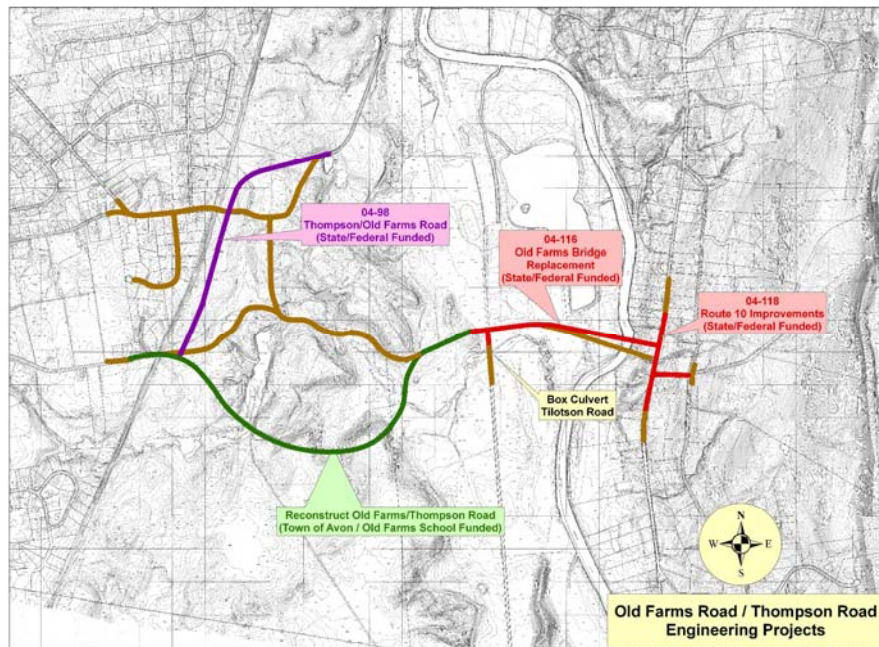 04-98
Thompson/Old Farms Road
(State/Federal Funded)
04-116
Old Farms Bridge
Replacement
(State/Federal Funded)
04-118
Route 10 Improvements
(State/Federal Funded)
Box Culvert
Tilotson Road
Reconstruct Old Farms/Thompson Road
(Town of Avon / Old Farms School Funded)
N
W E
S
Old Farms Road / Thompson Road
Engineering Projects